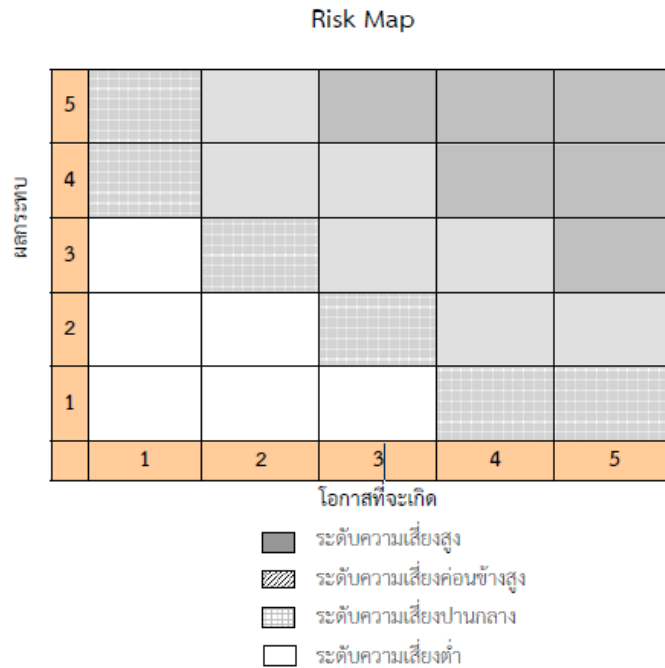 Risk Map
ผลกระทบ
5
4
3
2
1
1 2 3 4 5
โอกาสที่จะเกิด
ระดับความเสี่ยงสูง
ระดับความเสี่ยงค่อนข้างสูง
ระดับความเสี่ยงปานกลาง
ระดับความเสี่ยงต่ำ